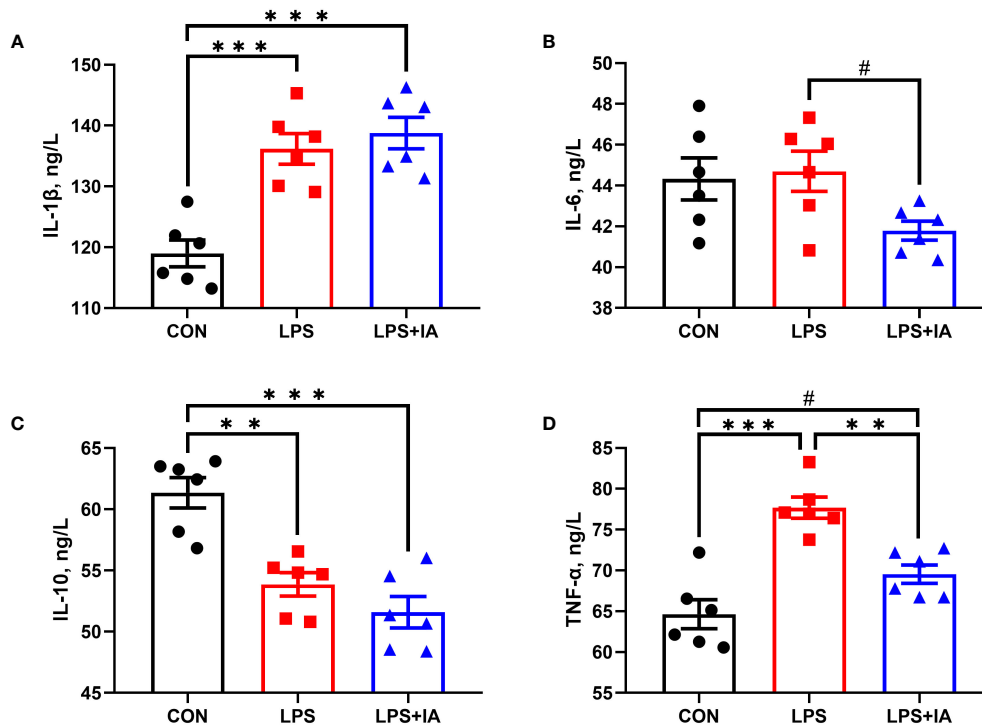 A
* * *
* * *
IL-1β, ng/L
150
140
130
120
110
CON
LPS
LPS+IA
B
#
IL-6, ng/L
50
48
46
44
42
40
38
CON
LPS
LPS+IA
C
* * *
* *
IL-10, ng/L
65
60
55
50
45
CON
LPS
LPS+IA
D
#
* * *
* *
TNF-α, ng/L
85
80
75
70
65
60
55
CON
LPS
LPS+IA